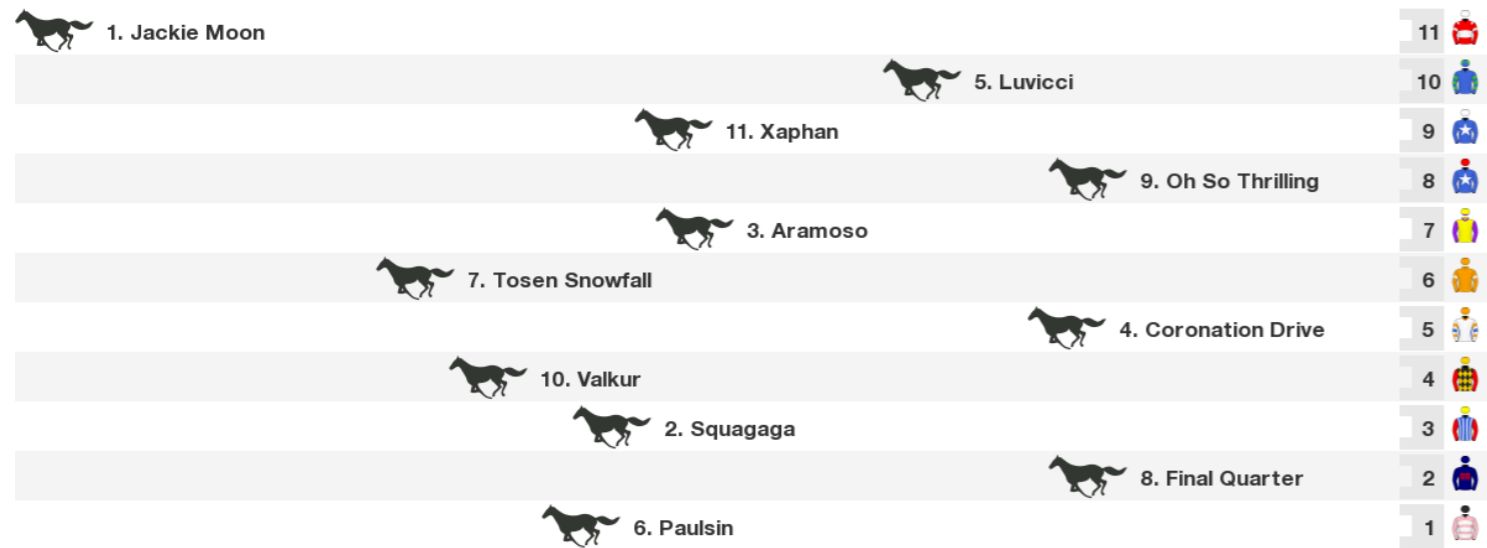 1. Jackie Moon 11
5. Luvicci 10
11. Xaphan 9
9. Oh So Thrilling 8
3. Aramoso 7
7. Tosen Snowfall 6
4. Coronation Drive 5
10. Valkur 4
2. Squagaga 3
8. Final Quarter 2
6. Paulsin 1